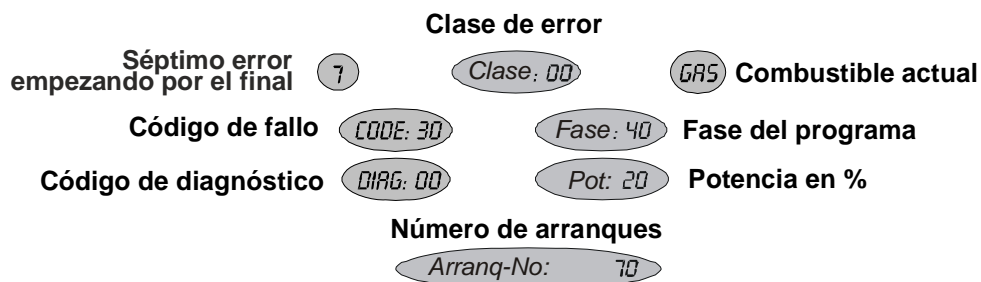 Clase de error
Séptimo error
empezando por el final
7
Clase: 00
GAS
Combustible actual
Código de fallo
CODE: 30
Fase: 40
Fase del programa
Código de diagnóstico
DIAG: 00
Pot: 20
Potencia en %
Número de arranques
Arranq-No: 70